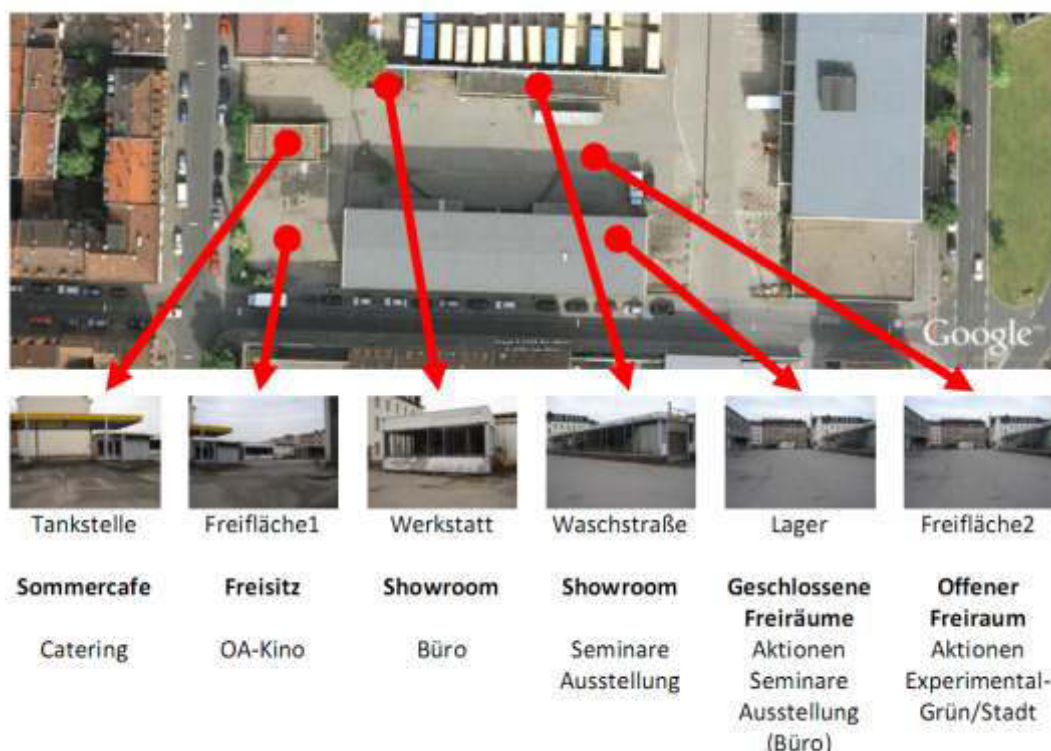 Google
Tankstelle
Freifläche1
Werkstatt
Waschstraße
Lager
Freifläche2
Sommercafe
Freisitz
Showroom
Showroom
Geschlossene
Freiräume
Offener
Freiraum
Catering
OA-Kino
Büro
Seminare
Ausstellung
Aktionen
Seminare
Ausstellung
(Büro)
Aktionen
Experimental-
Grün/Stadt